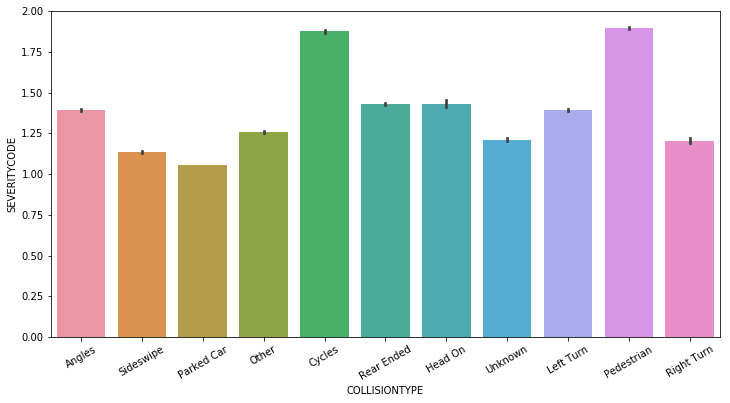 2.00
1.75
1.50
1.25
1.00
0.75
0.50
0.25
0.00
SEVERITYCODE
Angles
Sideswipe
Parked Car
Other
Cycles
Rear Ended
Head On
Unknown
Left Turn
Pedestrian
Right Turn
COLLISIONTYPE